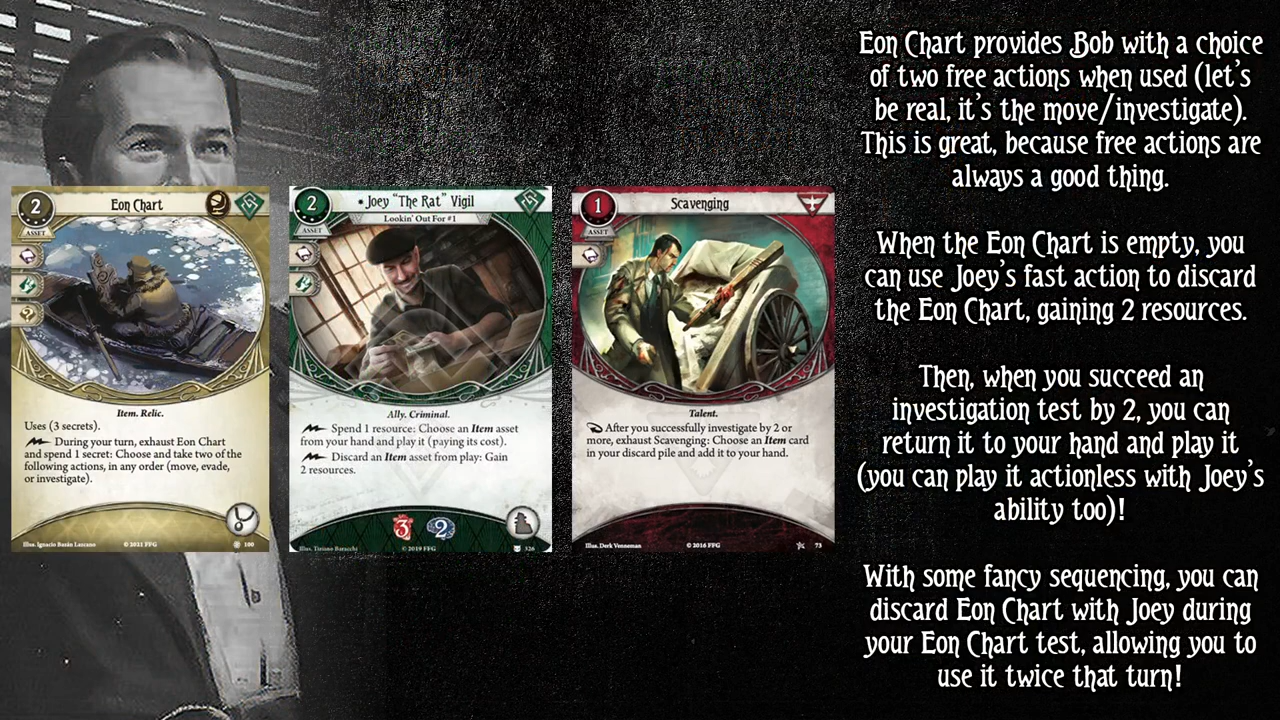 2
Eon Chart
ASSET
Item. Relic.
Uses (3 secrets).
During your turn, exhaust Eon Chart
and spend 1 secret: Choose and take two of the
following actions, in any order (move, evade,
or investigate).
Illus. Ignacio Bazán Lazcano
© 2021 FFG
100
2
Joey "The Rat" Vigil
Lookin' Out For #1
ASSET
Ally. Criminal.
Spend 1 resource: Choose an Item asset
from your hand and play it (paying its cost).
Discard an Item asset from play: Gain
2 resources.
3
2
Illus. Tiziano Baracchi
© 2019 FFG
326
1
Scavenging
ASSET
Talent.
After you successfully investigate by 2 or
more, exhaust Scavenging: Choose an Item card
in your discard pile and add it to your hand.
Illus. Derk Venneman
© 2016 FFG
73
Eon Chart provides Bob with a choice
of two free actions when used (let's
be real, it's the move/investigate).
This is great, because free actions are
always a good thing.
When the Eon Chart is empty, you
can use Joey's fast action to discard
the Eon Chart, gaining 2 resources.
Then, when you succeed an
investigation test by 2, you can
return it to your hand and play it
(you can play it actionless with Joey's
ability too)!
With some fancy sequencing, you can
discard Eon Chart with Joey during
your Eon Chart test, allowing you to
use it twice that turn!